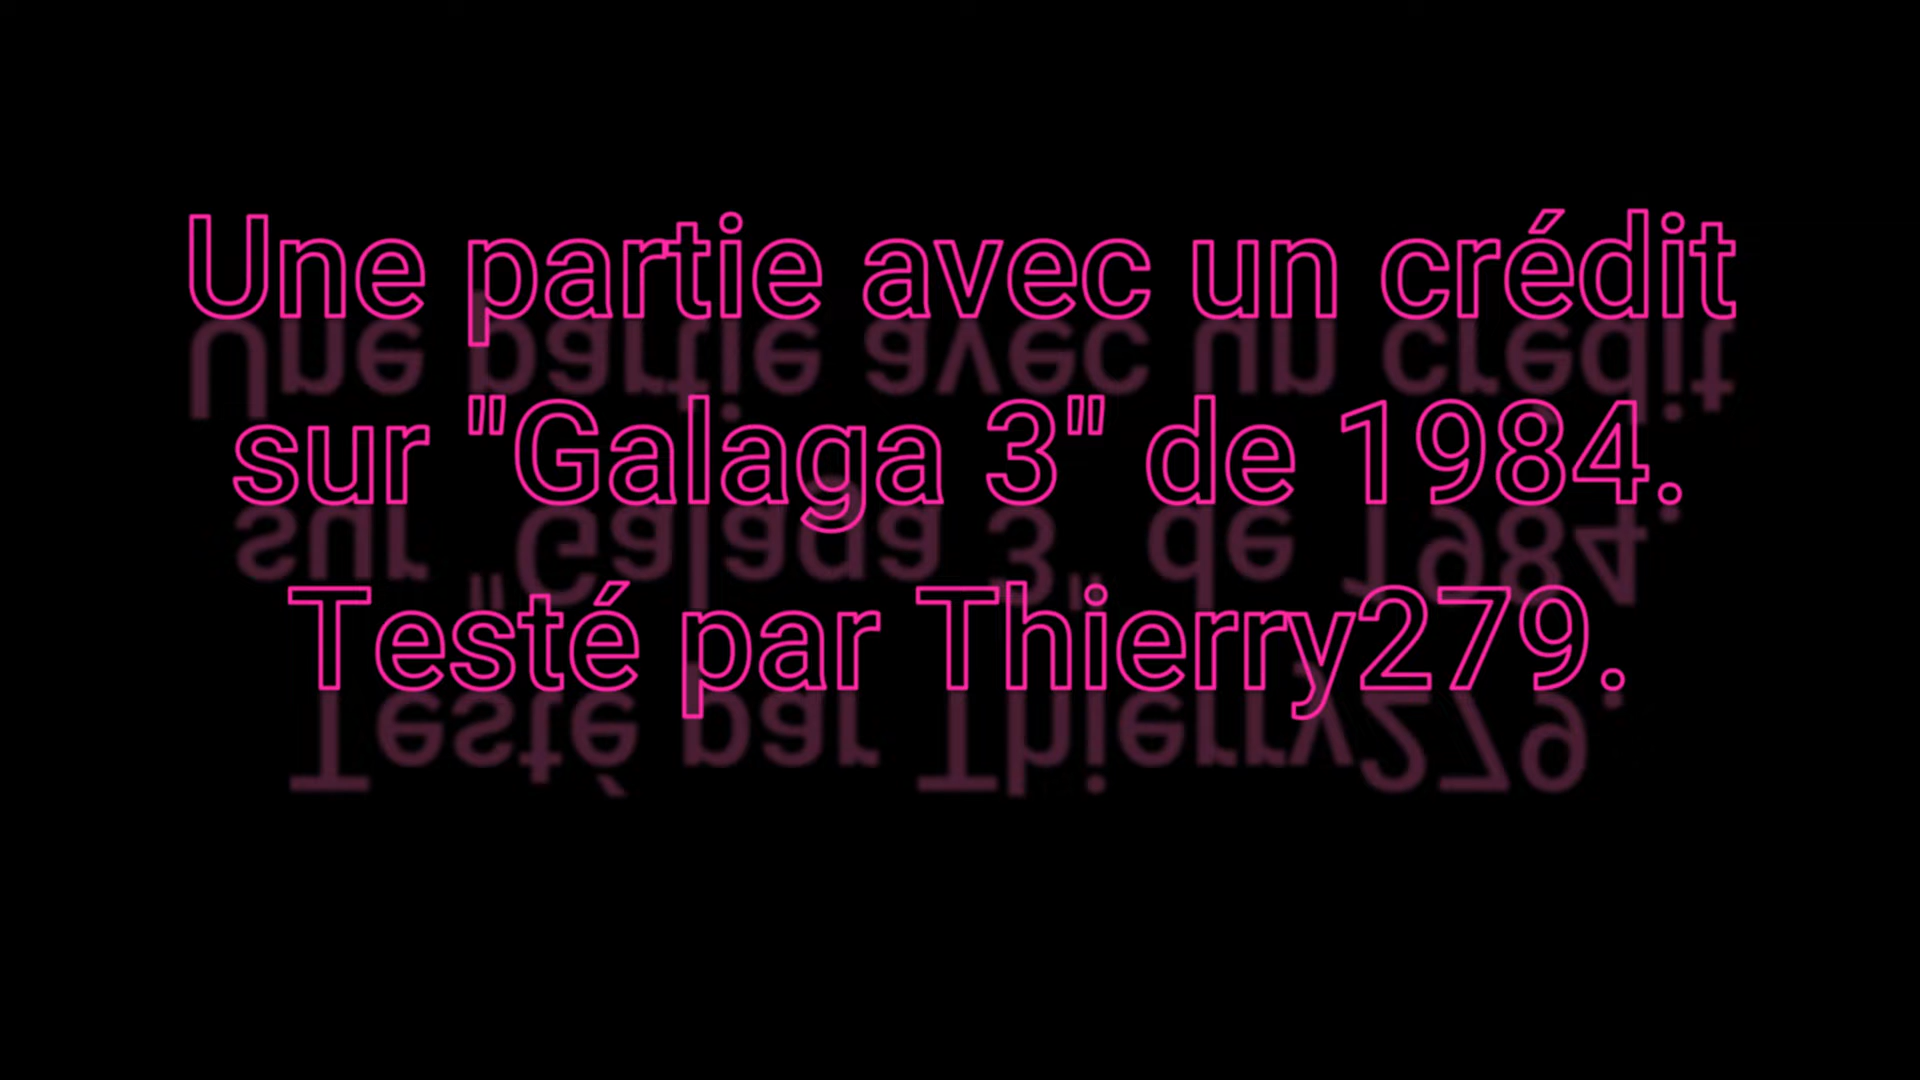 Une partie avec un crédit
sur "Galaga 3" de 1984.
Testé par Thierry279.